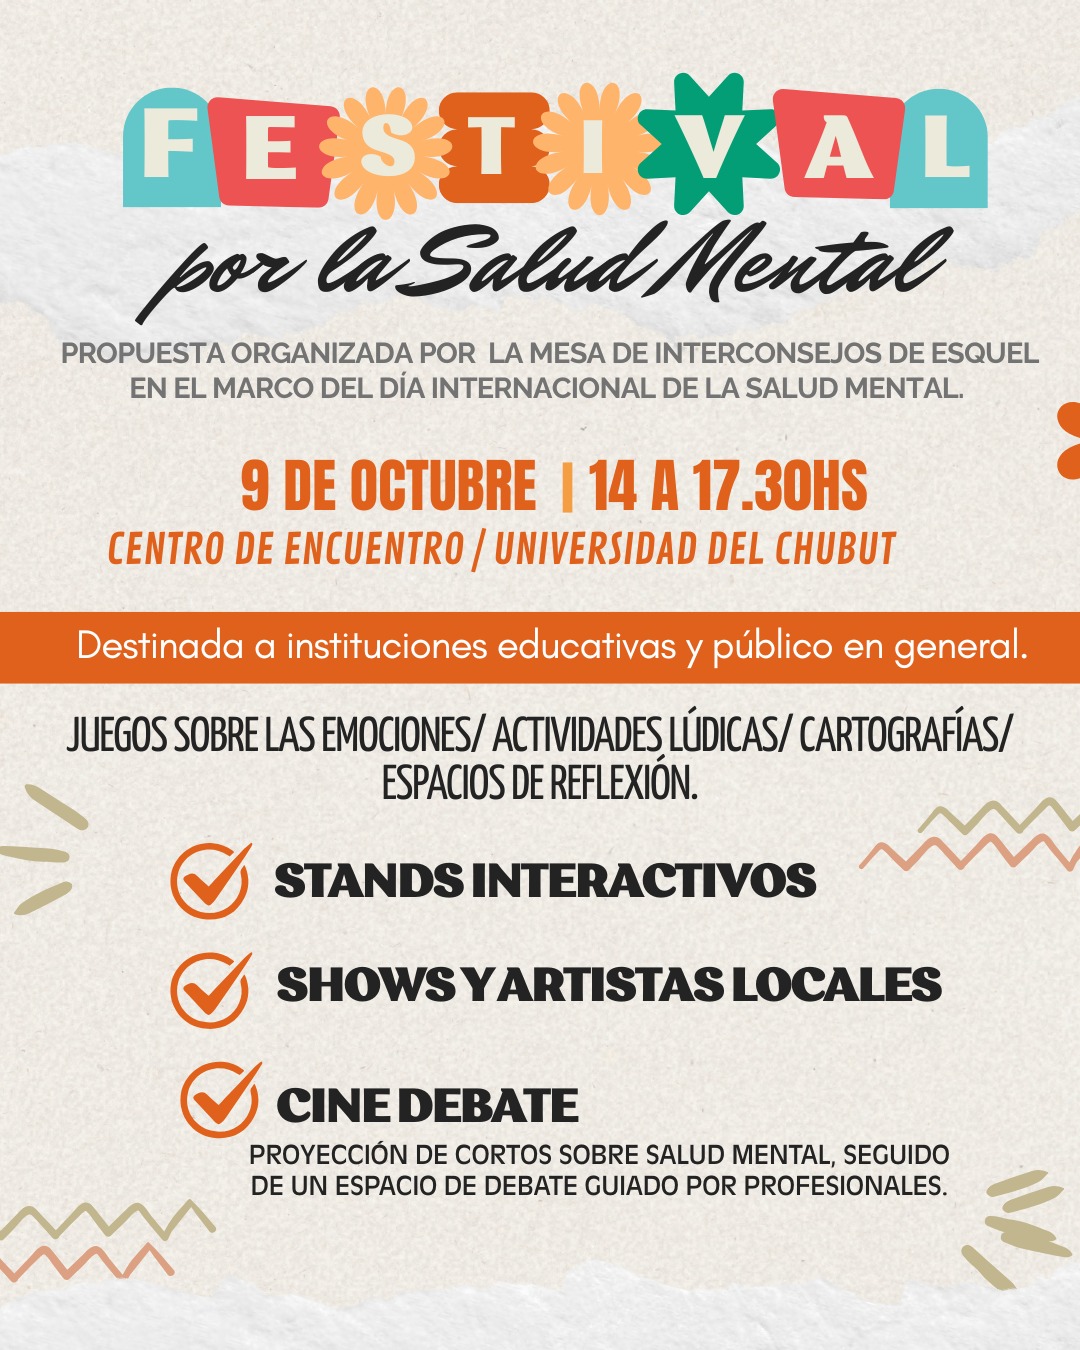 FESTIVAL
por la Salud Mental
PROPUESTA ORGANIZADA POR LA MESA DE INTERCONSEJOS DE ESQUEL
EN EL MARCO DEL DÍA INTERNACIONAL DE LA SALUD MENTAL.
9 DE OCTUBRE | 14 A 17.30HS
CENTRO DE ENCUENTRO / UNIVERSIDAD DEL CHUBUT
Destinada a instituciones educativas y público en general.
JUEGOS SOBRE LAS EMOCIONES/ ACTIVIDADES LÚDICAS/ CARTOGRAFÍAS/
ESPACIOS DE REFLEXIÓN.
STANDS INTERACTIVOS
SHOWS Y ARTISTAS LOCALES
CINE DEBATE
PROYECCIÓN DE CORTOS SOBRE SALUD MENTAL, SEGUIDO
DE UN ESPACIO DE DEBATE GUIADO POR PROFESIONALES.